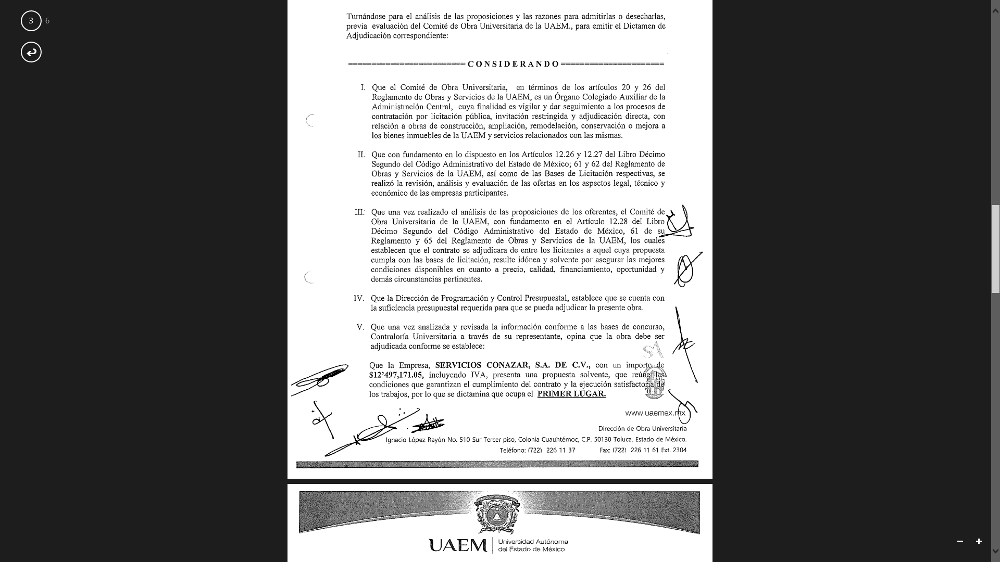 3 6
Turnándose para el análisis de las proposiciones y las razones para admitirlas o desecharlas,
previa evaluación del Comité de Obra Universitaria de la UAEM., para emitir el Dictamen de
Adjudicación correspondiente:
========================= C O N S I D E R A N D O ======================
I. Que el Comité de Obra Universitaria, en términos de los artículos 20 y 26 del
Reglamento de Obras y Servicios de la UAEM, es un Órgano Colegiado Auxiliar de la
Administración Central, cuya finalidad es vigilar y dar seguimiento a los procesos de
contratación por licitación pública, invitación restringida y adjudicación directa, con
relación a obras de construcción, ampliación, remodelación, conservación o mejora a
los bienes inmuebles de la UAEM y servicios relacionados con las mismas.
II. Que con fundamento en lo dispuesto en los Artículos 12.26 y 12.27 del Libro Décimo
Segundo del Código Administrativo del Estado de México; 61 y 62 del Reglamento de
Obras y Servicios de la UAEM, así como de las Bases de Licitación respectivas, se
realizó la revisión, análisis y evaluación de las ofertas en los aspectos legal, técnico y
económico de las empresas participantes.
III. Que una vez realizado el análisis de las proposiciones de los oferentes, el Comité de
Obra Universitaria de la UAEM, con fundamento en el Artículo 12.28 del Libro
Décimo Segundo del Código Administrativo del Estado de México, 61 de su
Reglamento y 65 del Reglamento de Obras y Servicios de la UAEM, los cuales
establecen que el contrato se adjudicara de entre los licitantes a aquel cuya propuesta
cumpla con las bases de licitación, resulte idónea y solvente por asegurar las mejores
condiciones disponibles en cuanto a precio, calidad, financiamiento, oportunidad y
demás circunstancias pertinentes.
IV. Que la Dirección de Programación y Control Presupuestal, establece que se cuenta con
la suficiencia presupuestal requerida para que se pueda adjudicar la presente obra.
V. Que una vez analizada y revisada la información conforme a las bases de concurso,
Contraloría Universitaria a través de su representante, opina que la obra debe ser
adjudicada conforme se establece:
SA
Que la Empresa, SERVICIOS CONAZAR, S.A. DE C.V., con un importe de
$12’497,171.05, incluyendo IVA, presenta una propuesta solvente, que reúne las
condiciones que garantizan el cumplimiento del contrato y la ejecución satisfactoria de
los trabajos, por lo que se dictamina que ocupa el PRIMER LUGAR.
www.uaemex.mx
Dirección de Obra Universitaria
Ignacio López Rayón No. 510 Sur Tercer piso, Colonia Cuauhtémoc, C.P. 50130 Toluca, Estado de México.
Teléfono: (722) 226 11 37 Fax: (722) 226 11 61 Ext. 2304
UAEM
Universidad Autónoma
del Estado de México